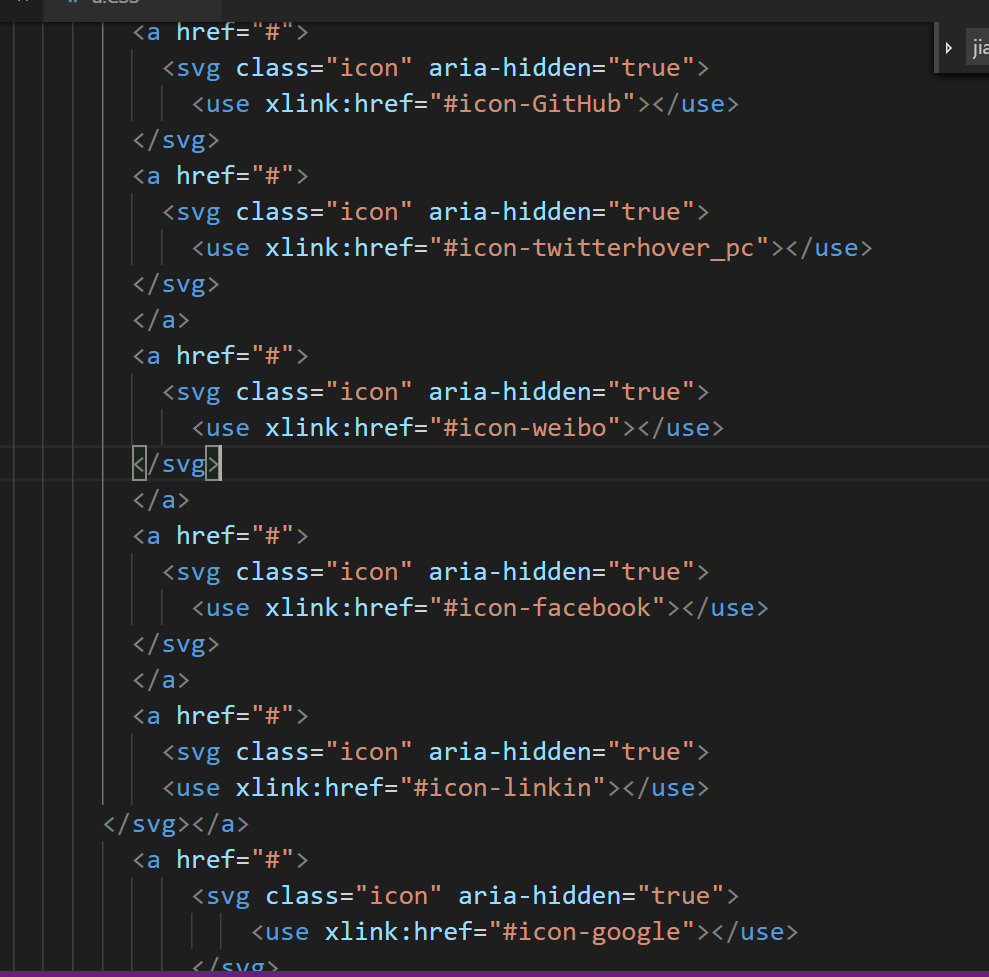 a.css
<a href="#">
jia
<svg class="icon" aria-hidden="true">
<use xlink:href="#icon-GitHub"></use>
</svg>
<a href="#">
<svg class="icon" aria-hidden="true">
<use xlink:href="#icon-twitterhover_pc"></use>
</svg>
</a>
<a href="#">
<svg class="icon" aria-hidden="true">
<use xlink:href="#icon-weibo"></use>
</svg>
</a>
<a href="#">
<svg class="icon" aria-hidden="true">
<use xlink:href="#icon-facebook"></use>
</svg>
</a>
<a href="#">
<svg class="icon" aria-hidden="true">
<use xlink:href="#icon-linkin"></use>
</svg></a>
<a href="#">
<svg class="icon" aria-hidden="true">
<use xlink:href="#icon-google"></use>
</svg>